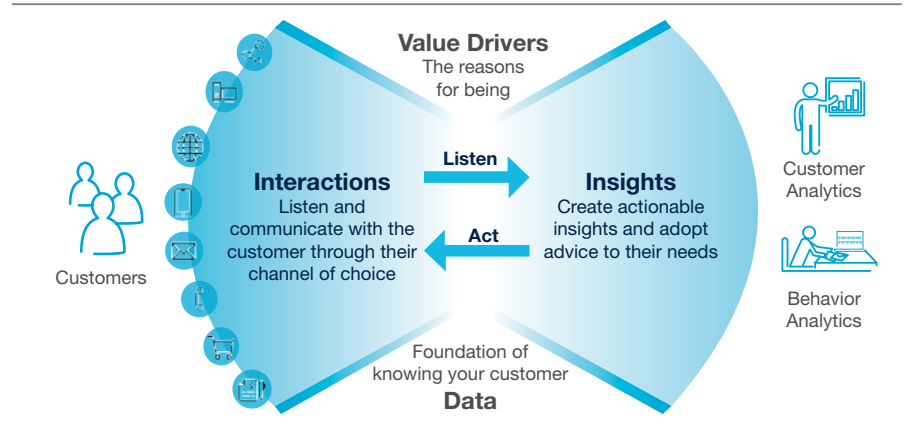 Value Drivers
The reasons
for being
Listen
Interactions
Listen and
communicate with the
customer through their
channel of choice
Insights
Create actionable
insights and adopt
advice to their needs
Act
Customers
Customer
Analytics
Behavior
Analytics
Foundation of
knowing your customer
Data